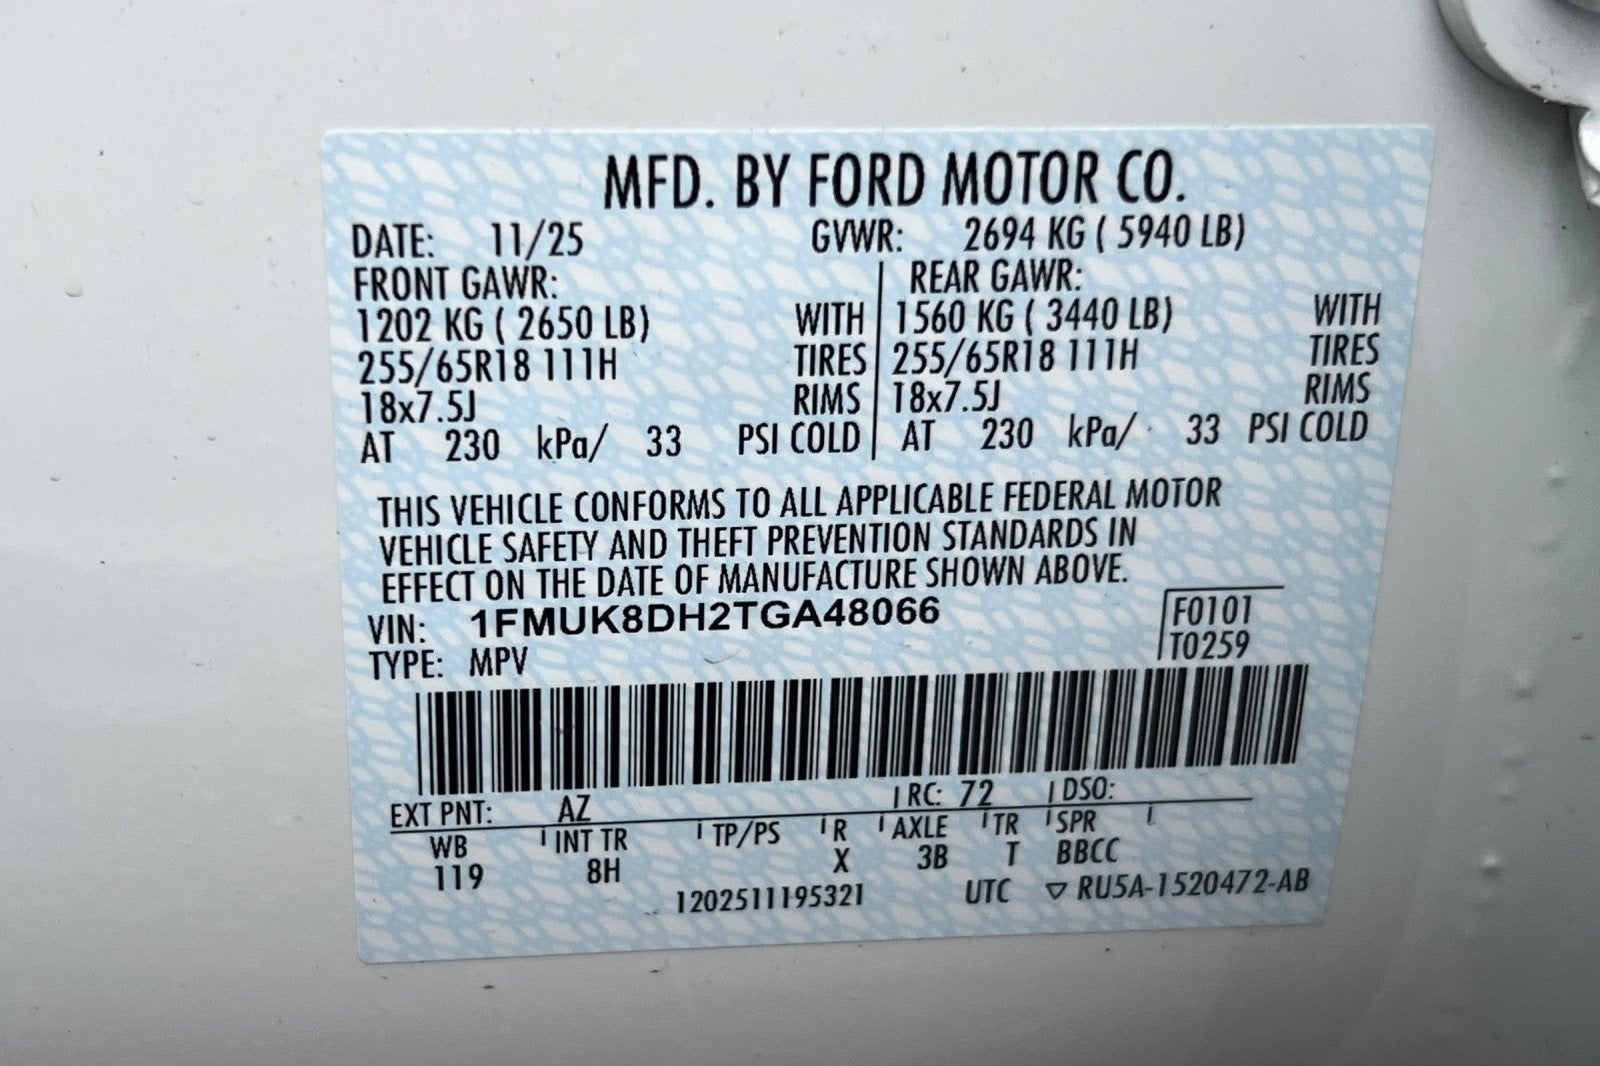 MFD. BY FORD MOTOR CO.
DATE: 11/25 GVWR: 2694 KG ( 5940 LB)
FRONT GAWR: REAR GAWR:
1202 KG ( 2650 LB) WITH 1560 KG ( 3440 LB) WITH
255/65R18 111H TIRES 255/65R18 111H TIRES
18x7.5J RIMS 18x7.5J RIMS
AT 230 kPa/ 33 PSI COLD AT 230 kPa/ 33 PSI COLD
THIS VEHICLE CONFORMS TO ALL APPLICABLE FEDERAL MOTOR
VEHICLE SAFETY AND THEFT PREVENTION STANDARDS IN
EFFECT ON THE DATE OF MANUFACTURE SHOWN ABOVE.
VIN: 1FMUK8DH2TGA48066 F0101
TYPE: MPV T0259
EXT PNT: AZ RC: 72 DSO:
WB INT TR TP/PS R AXLE TR SPR
119 8H X 3B T BBCC
1202511195321 UTC ▽ RU5A-1520472-AB